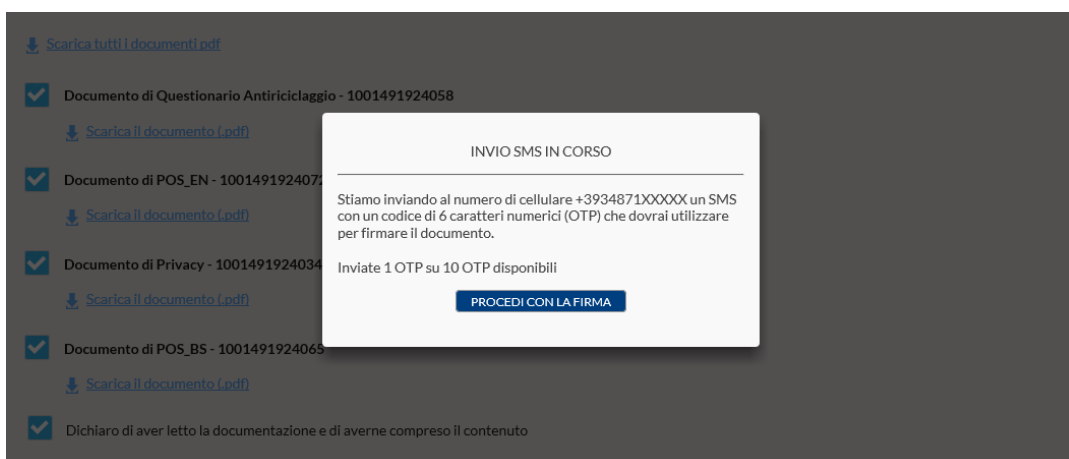 Scarica tutti i documenti pdf
Documento di Questionario Antiriciclaggio - 1001491924058
Scarica il documento (.pdf)
INVIO SMS IN CORSO
Documento di POS_EN - 1001491924072
Stiamo inviando al numero di cellulare +3934871XXXXX un SMS
con un codice di 6 caratteri numerici (OTP) che dovrai utilizzare
per firmare il documento.
Scarica il documento (.pdf)
Documento di Privacy - 1001491924034
Inviate 1 OTP su 10 OTP disponibili
Scarica il documento (.pdf)
PROCEDI CON LA FIRMA
Documento di POS_BS - 1001491924065
Scarica il documento (.pdf)
Dichiaro di aver letto la documentazione e di averne compreso il contenuto